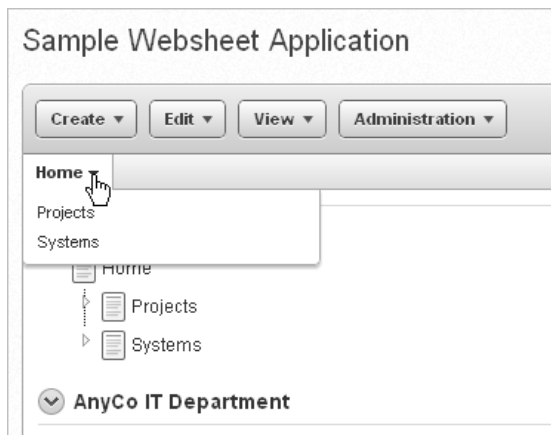 Sample Websheet Application
Create Edit View Administration
Home
Projects
Systems
Home
Projects
Systems
AnyCo IT Department